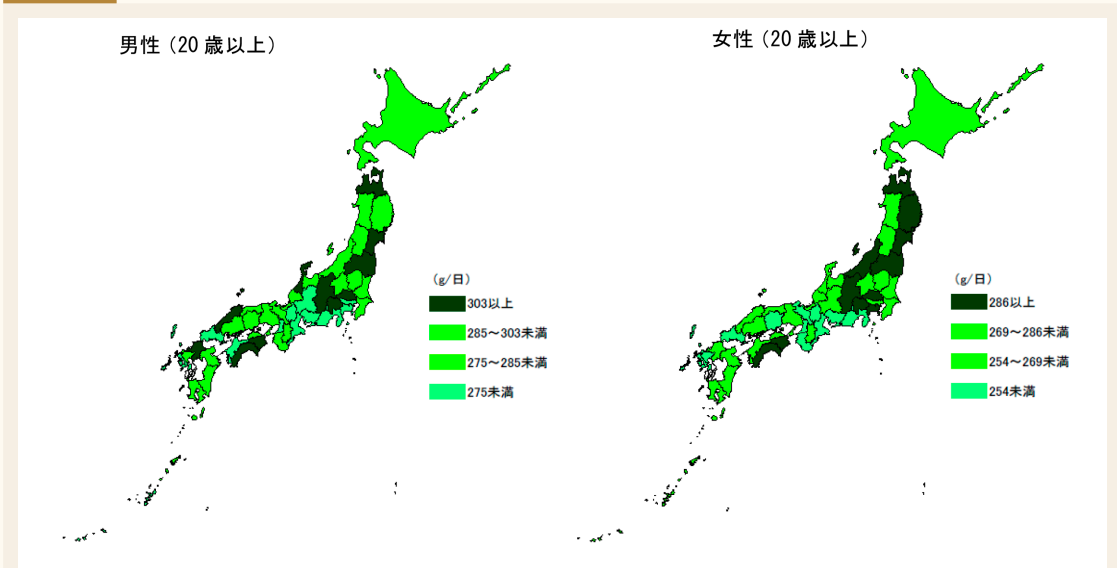 男性（20 歳以上）
（g/日）
303以上
285～303未満
275～285未満
275未満
女性（20 歳以上）
（g/日）
286以上
269～286未満
254～269未満
254未満